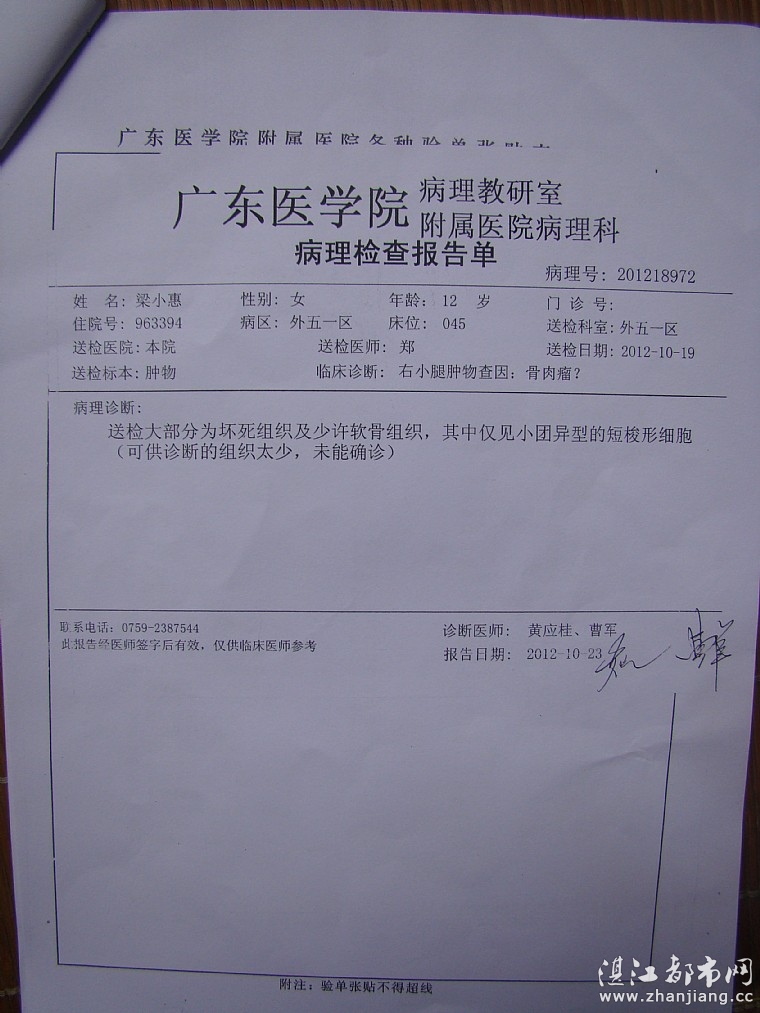 广东医学院附属医院各种验单张贴
广东医学院 病理教研室
附属医院病理科
病理检查报告单
病理号: 201218972
姓 名: 梁小惠 性别: 女 年龄: 12 岁 门 诊 号:
住院号: 963394 病区: 外五一区 床位: 045 送检科室: 外五一区
送检医院: 本院 送检医师: 郑 送检日期: 2012-10-19
送检标本: 肿物 临床诊断: 右小腿肿物查因: 骨肉瘤?
病理诊断:
送检大部分为坏死组织及少许软骨组织, 其中仅见小团异型的短梭形细胞
(可供诊断的组织太少, 未能确诊)
联系电话: 0759-2387544 诊断医师: 黄应桂、曹军
此报告经医师签字后有效, 仅供临床医师参考 报告日期: 2012-10-23
附注: 验单张贴不得超线
湛江都市网
www.zhanjiang.cc